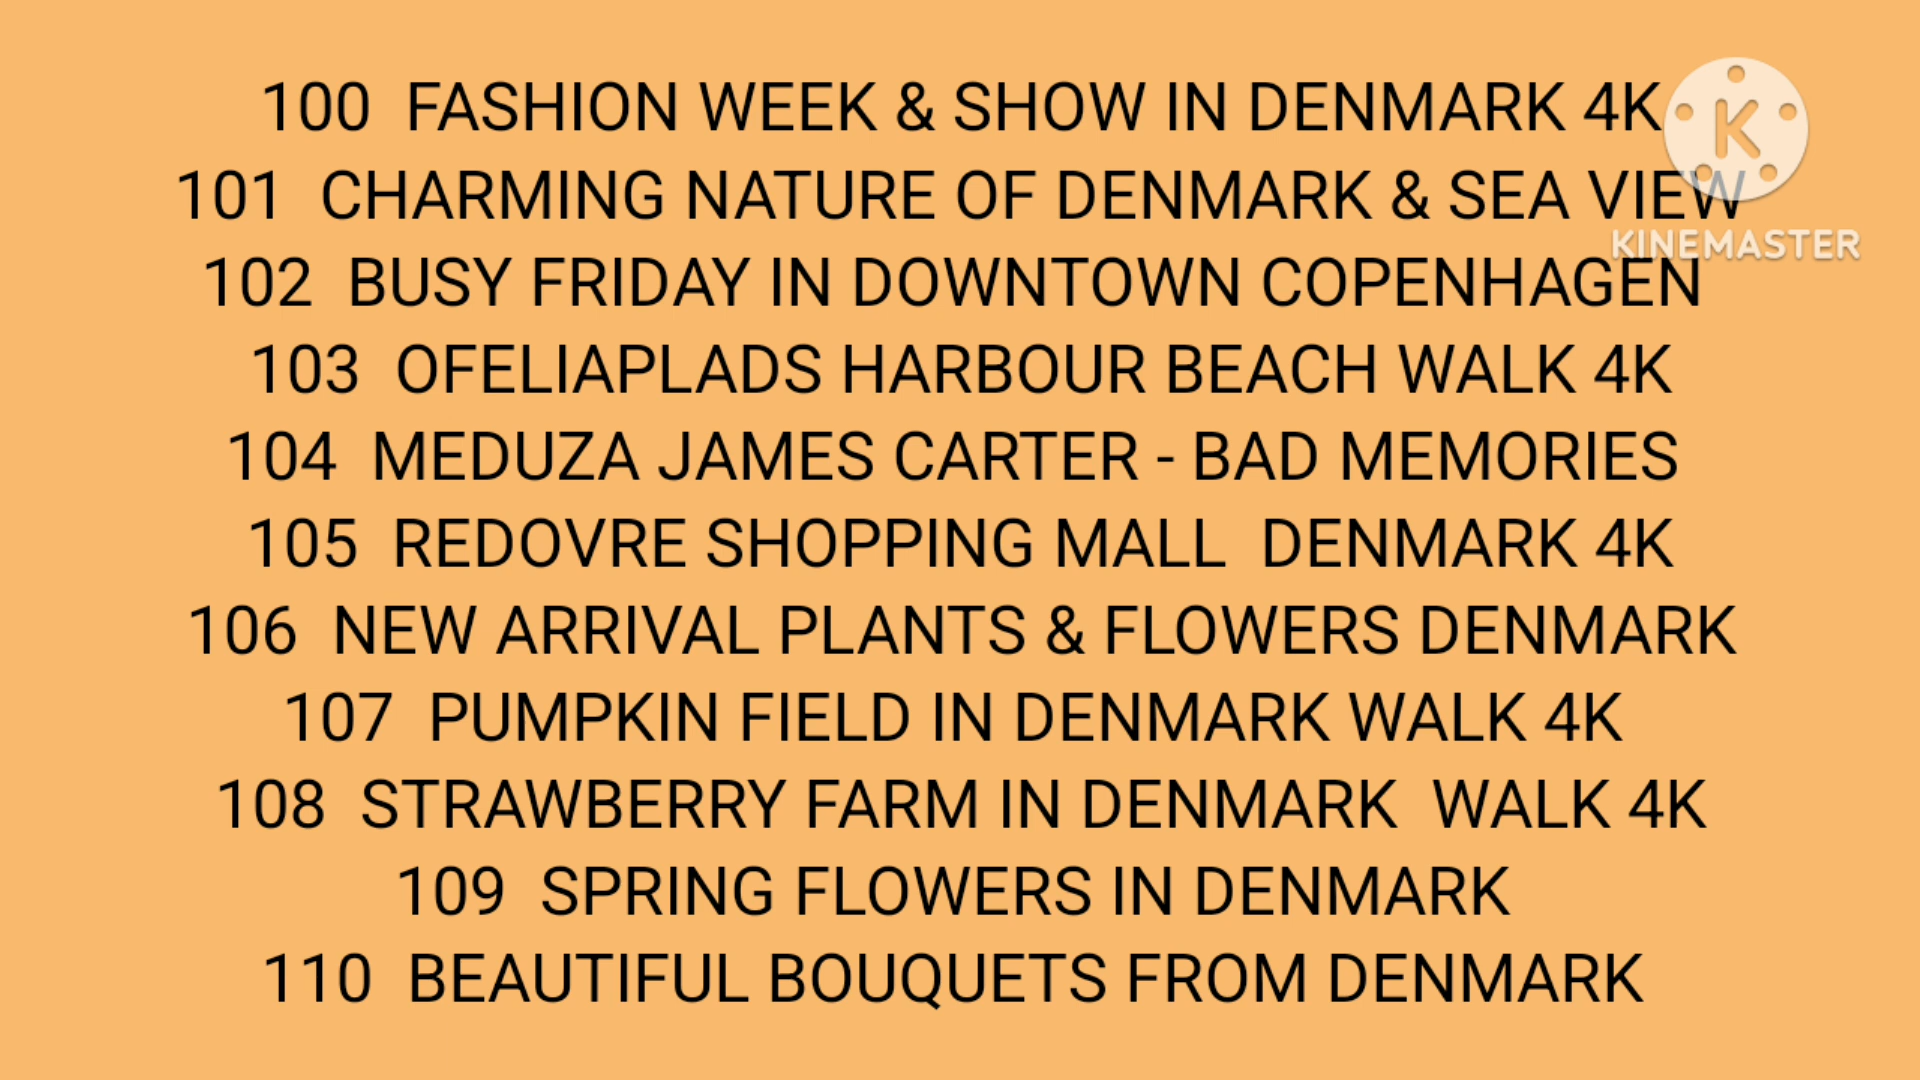 100  FASHION WEEK & SHOW IN DENMARK 4K
101  CHARMING NATURE OF DENMARK & SEA VIEW
102  BUSY FRIDAY IN DOWNTOWN COPENHAGEN
103  OFELIAPLADS HARBOUR BEACH WALK 4K
104  MEDUZA JAMES CARTER - BAD MEMORIES
105  REDOVRE SHOPPING MALL  DENMARK 4K
106  NEW ARRIVAL PLANTS & FLOWERS DENMARK
107  PUMPKIN FIELD IN DENMARK WALK 4K
108  STRAWBERRY FARM IN DENMARK  WALK 4K
109  SPRING FLOWERS IN DENMARK
110  BEAUTIFUL BOUQUETS FROM DENMARK
K
KINEMASTER